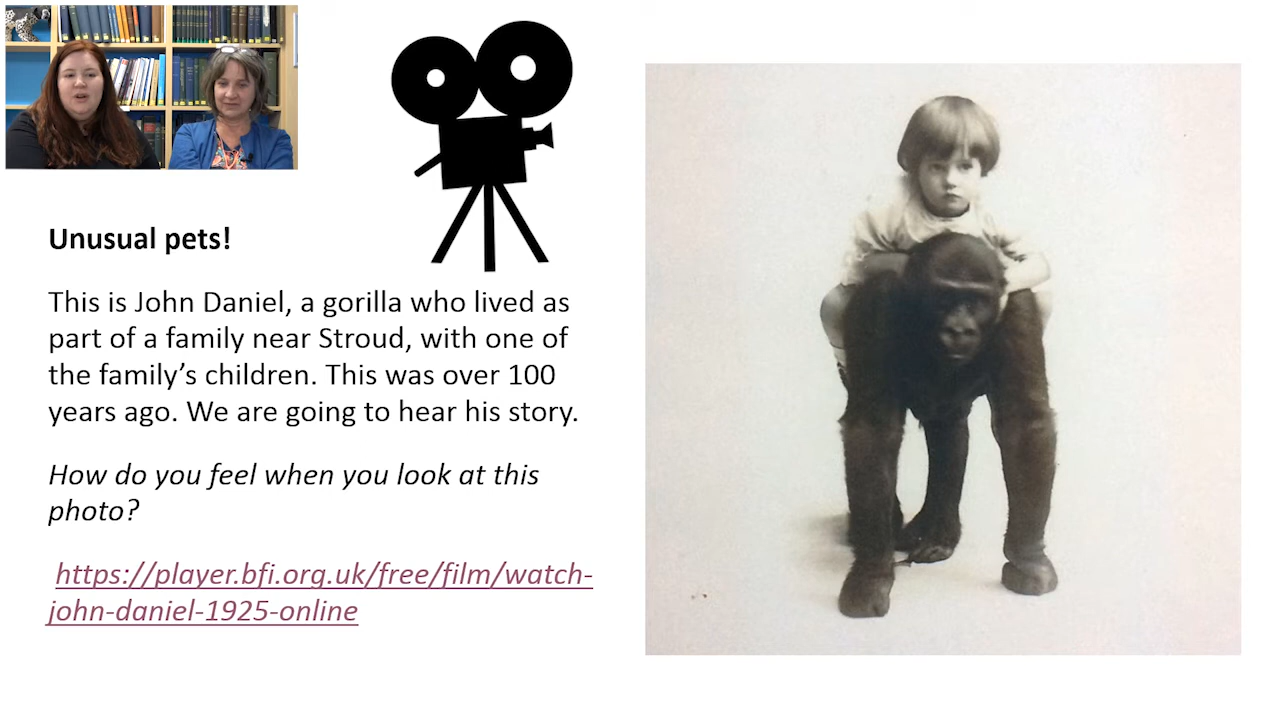 Unusual pets!
This is John Daniel, a gorilla who lived as
part of a family near Stroud, with one of
the family’s children. This was over 100
years ago. We are going to hear his story.
How do you feel when you look at this
photo?
https://player.bfi.org.uk/free/film/watch-
john-daniel-1925-online